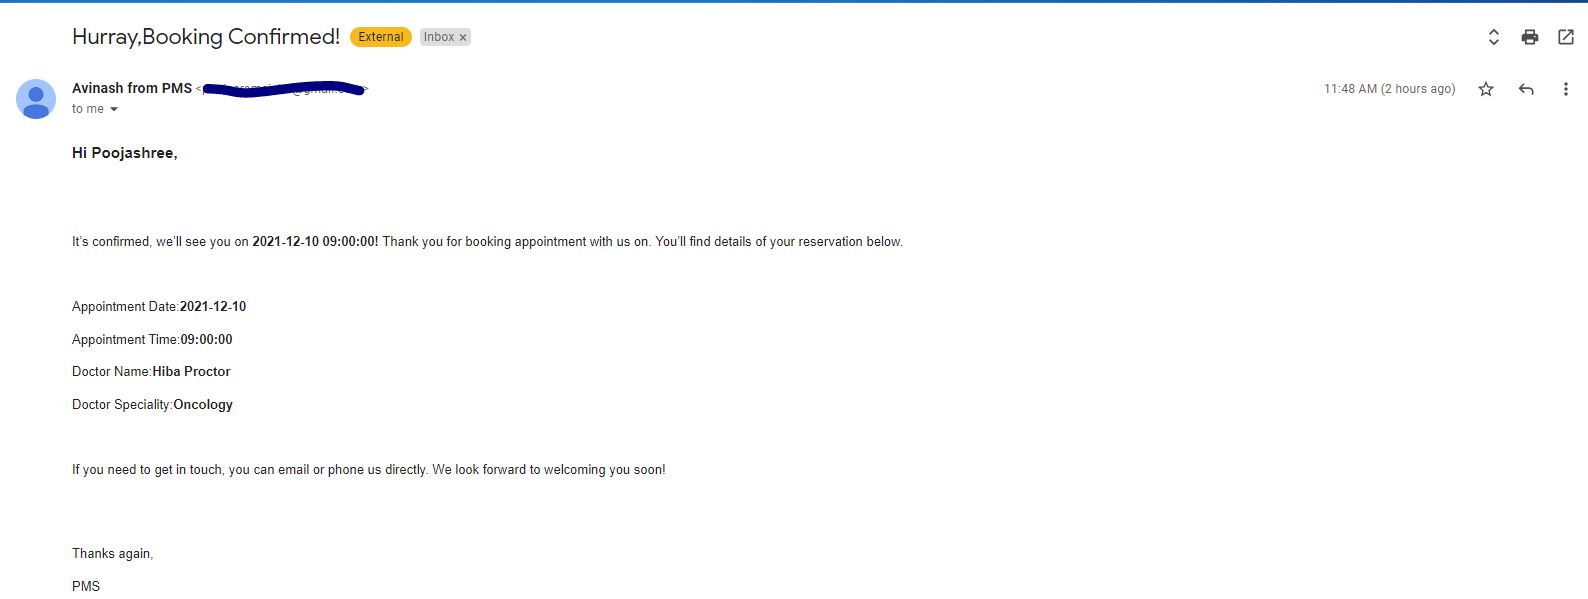 Hurray,Booking Confirmed! External Inbox x
Avinash from PMS
11:48 AM (2 hours ago)
to me
Hi Poojashree,
It's confirmed, we'll see you on 2021-12-10 09:00:00! Thank you for booking appointment with us on. You'll find details of your reservation below.
Appointment Date:2021-12-10
Appointment Time:09:00:00
Doctor Name:Hiba Proctor
Doctor Speciality:Oncology
If you need to get in touch, you can email or phone us directly. We look forward to welcoming you soon!
Thanks again,
PMS